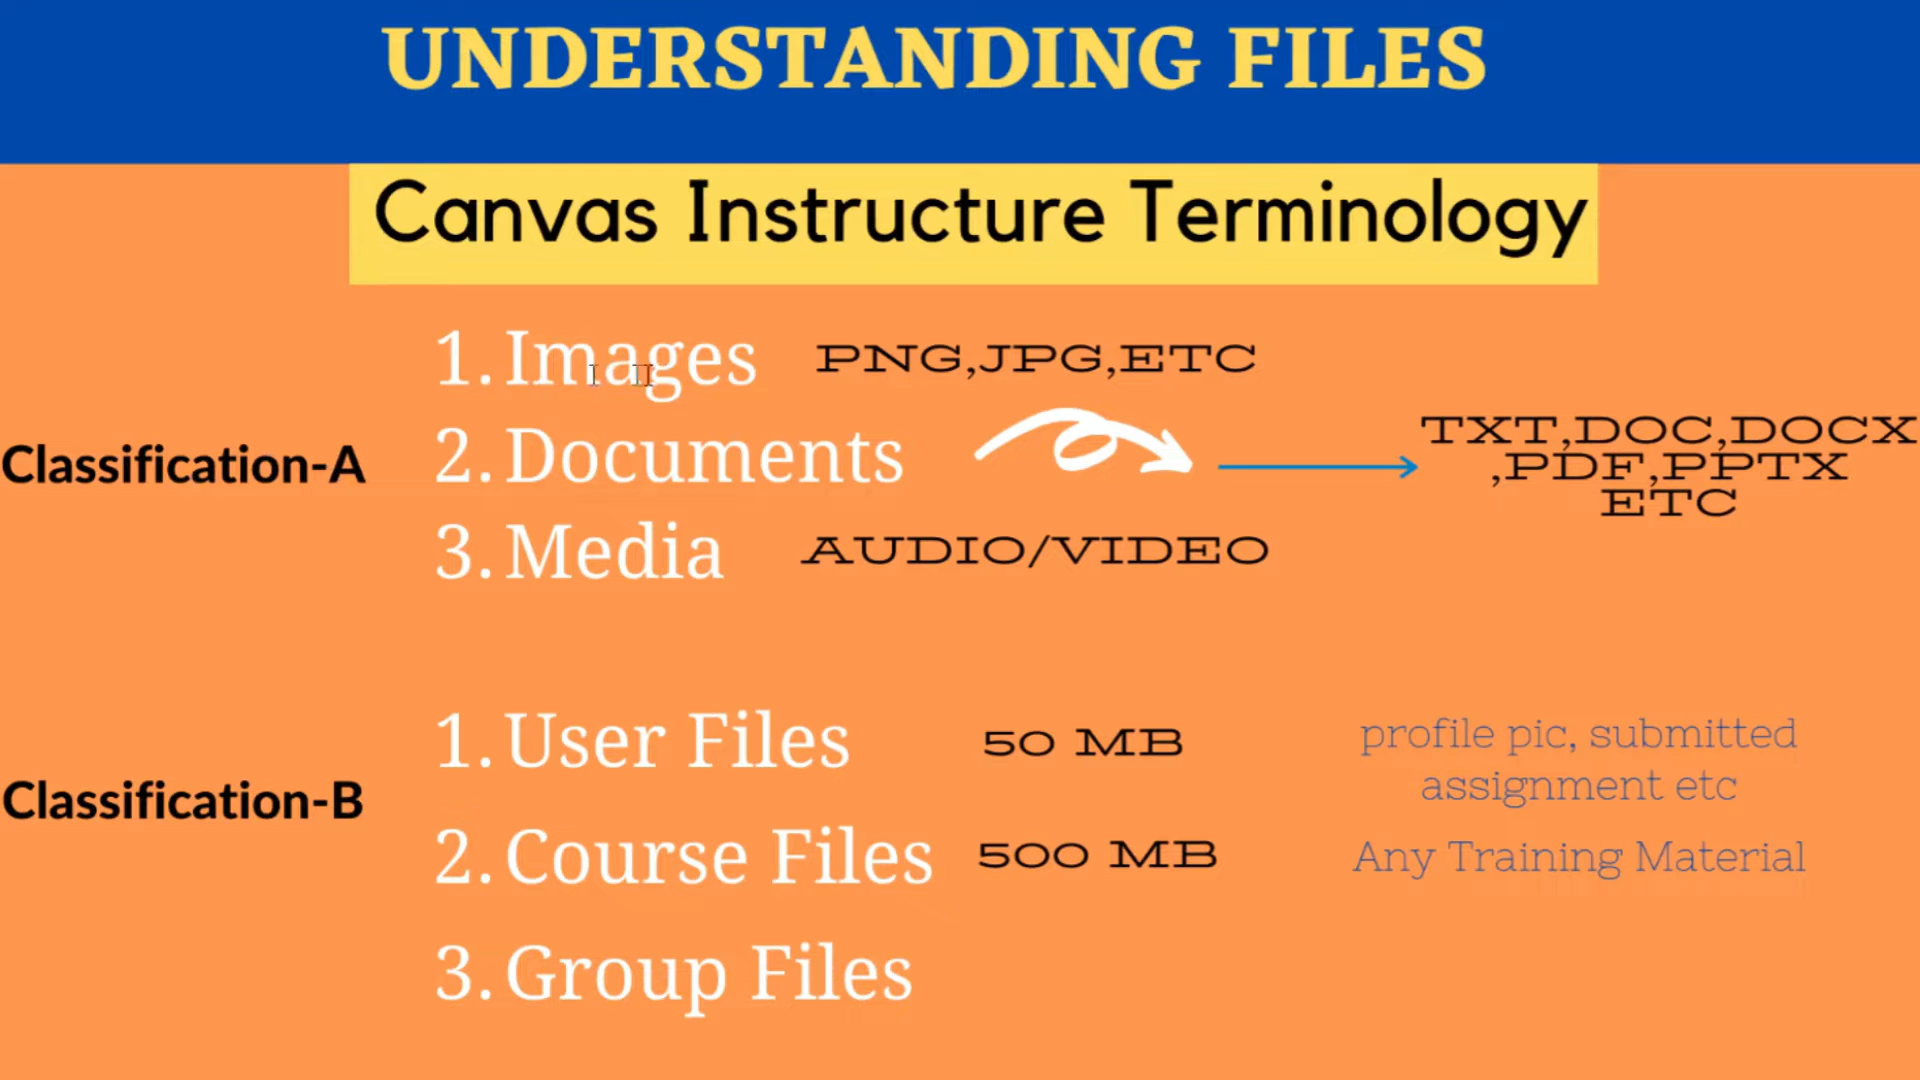 UNDERSTANDING FILES
Canvas Instructure Terminology
Classification-A
1. Images PNG,JPG,ETC
2. Documents
TXT,DOC,DOCX
,PDF,PPTX
ETC
3. Media AUDIO/VIDEO
Classification-B
1. User Files 50 MB
profile pic, submitted
assignment etc
2. Course Files 500 MB Any Training Material
3. Group Files